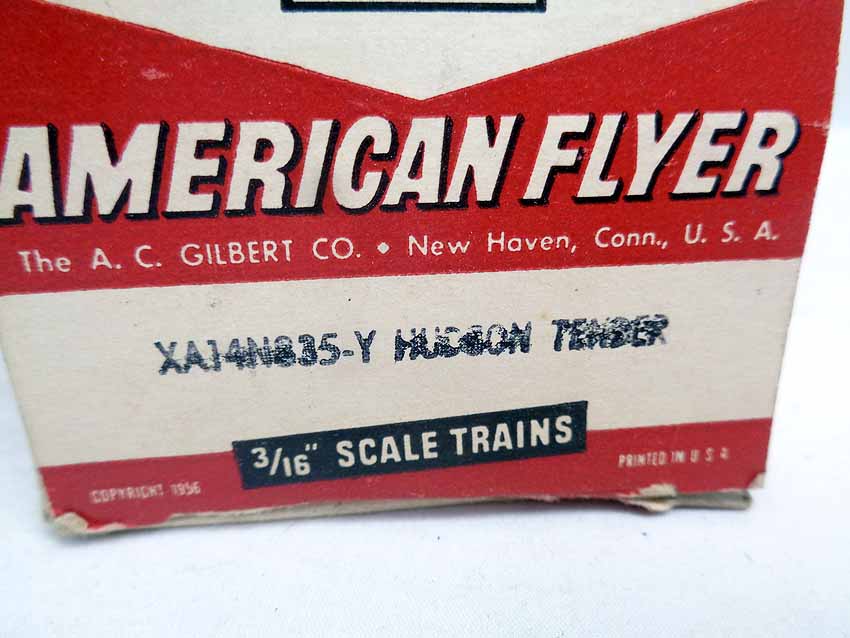 AMERICAN FLYER
The A. C. GILBERT CO. • New Haven, Conn., U. S. A.
XA14N835-Y HUDSON TENDER
3/16" SCALE TRAINS
COPYRIGHT 1956
PRINTED IN U S A